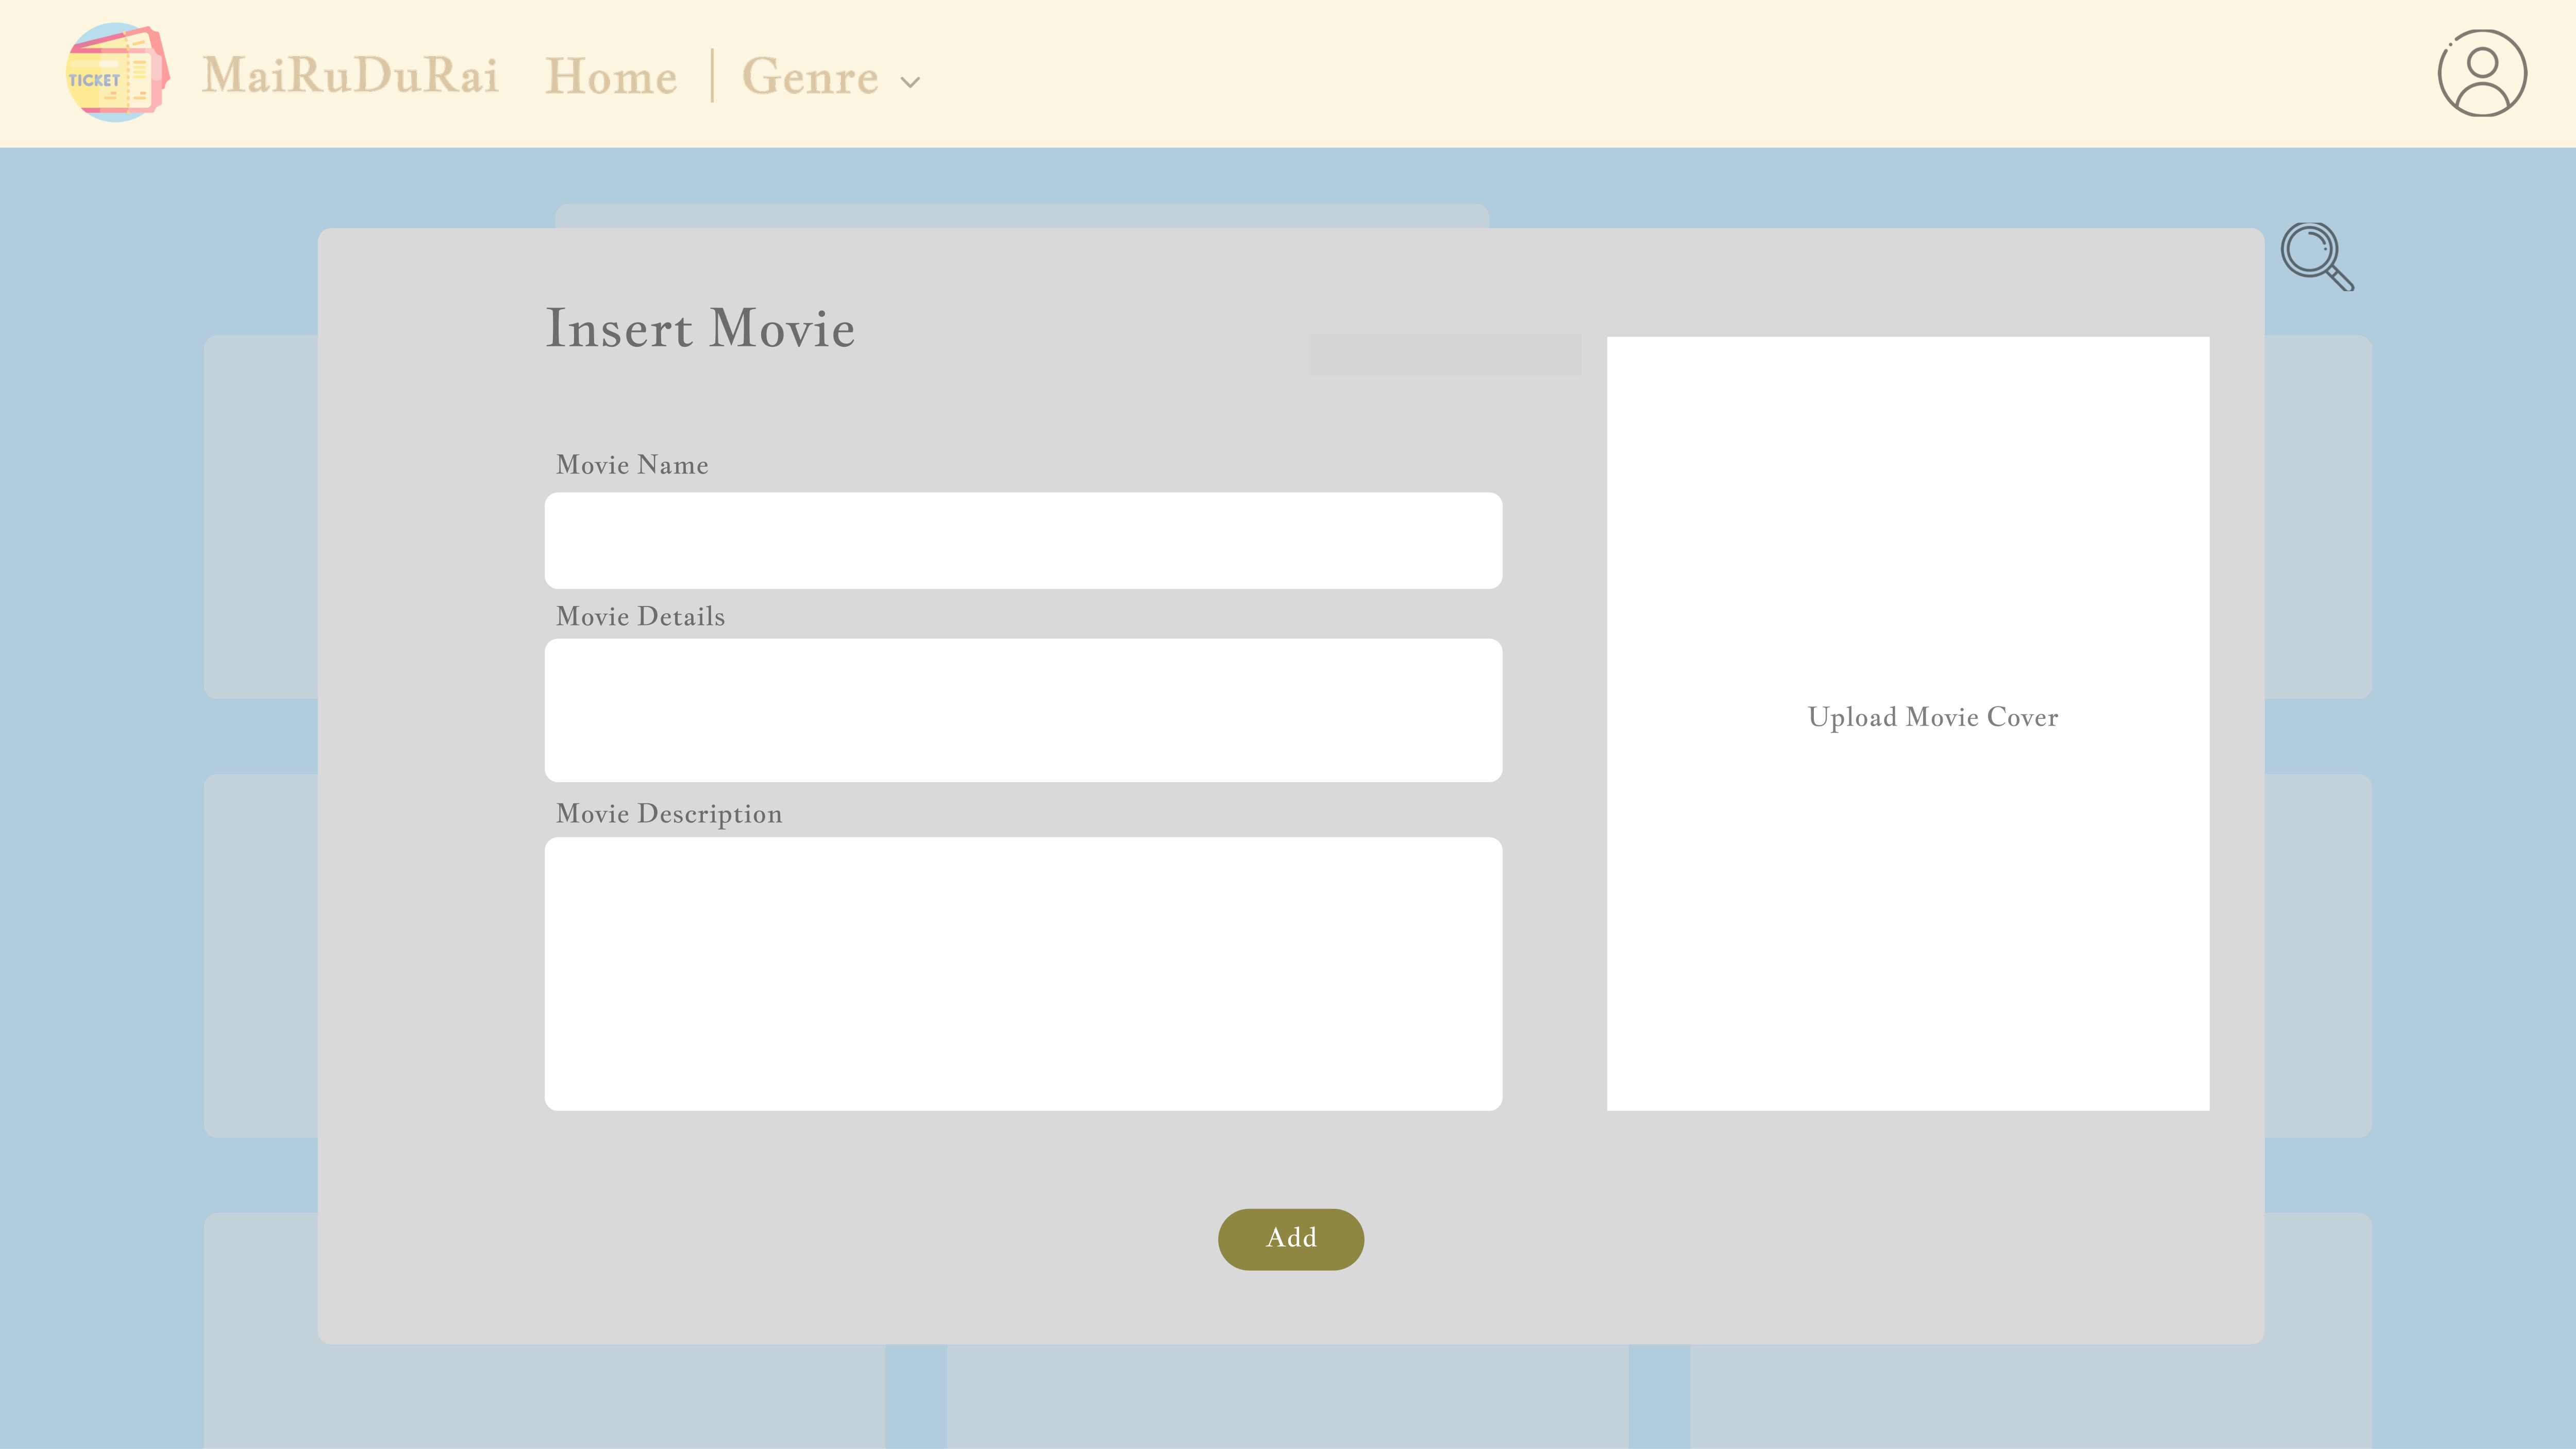 TICKET
MaiRuDuRai Home | Genre
Insert Movie
Movie Name
Movie Details
Upload Movie Cover
Movie Description
Add